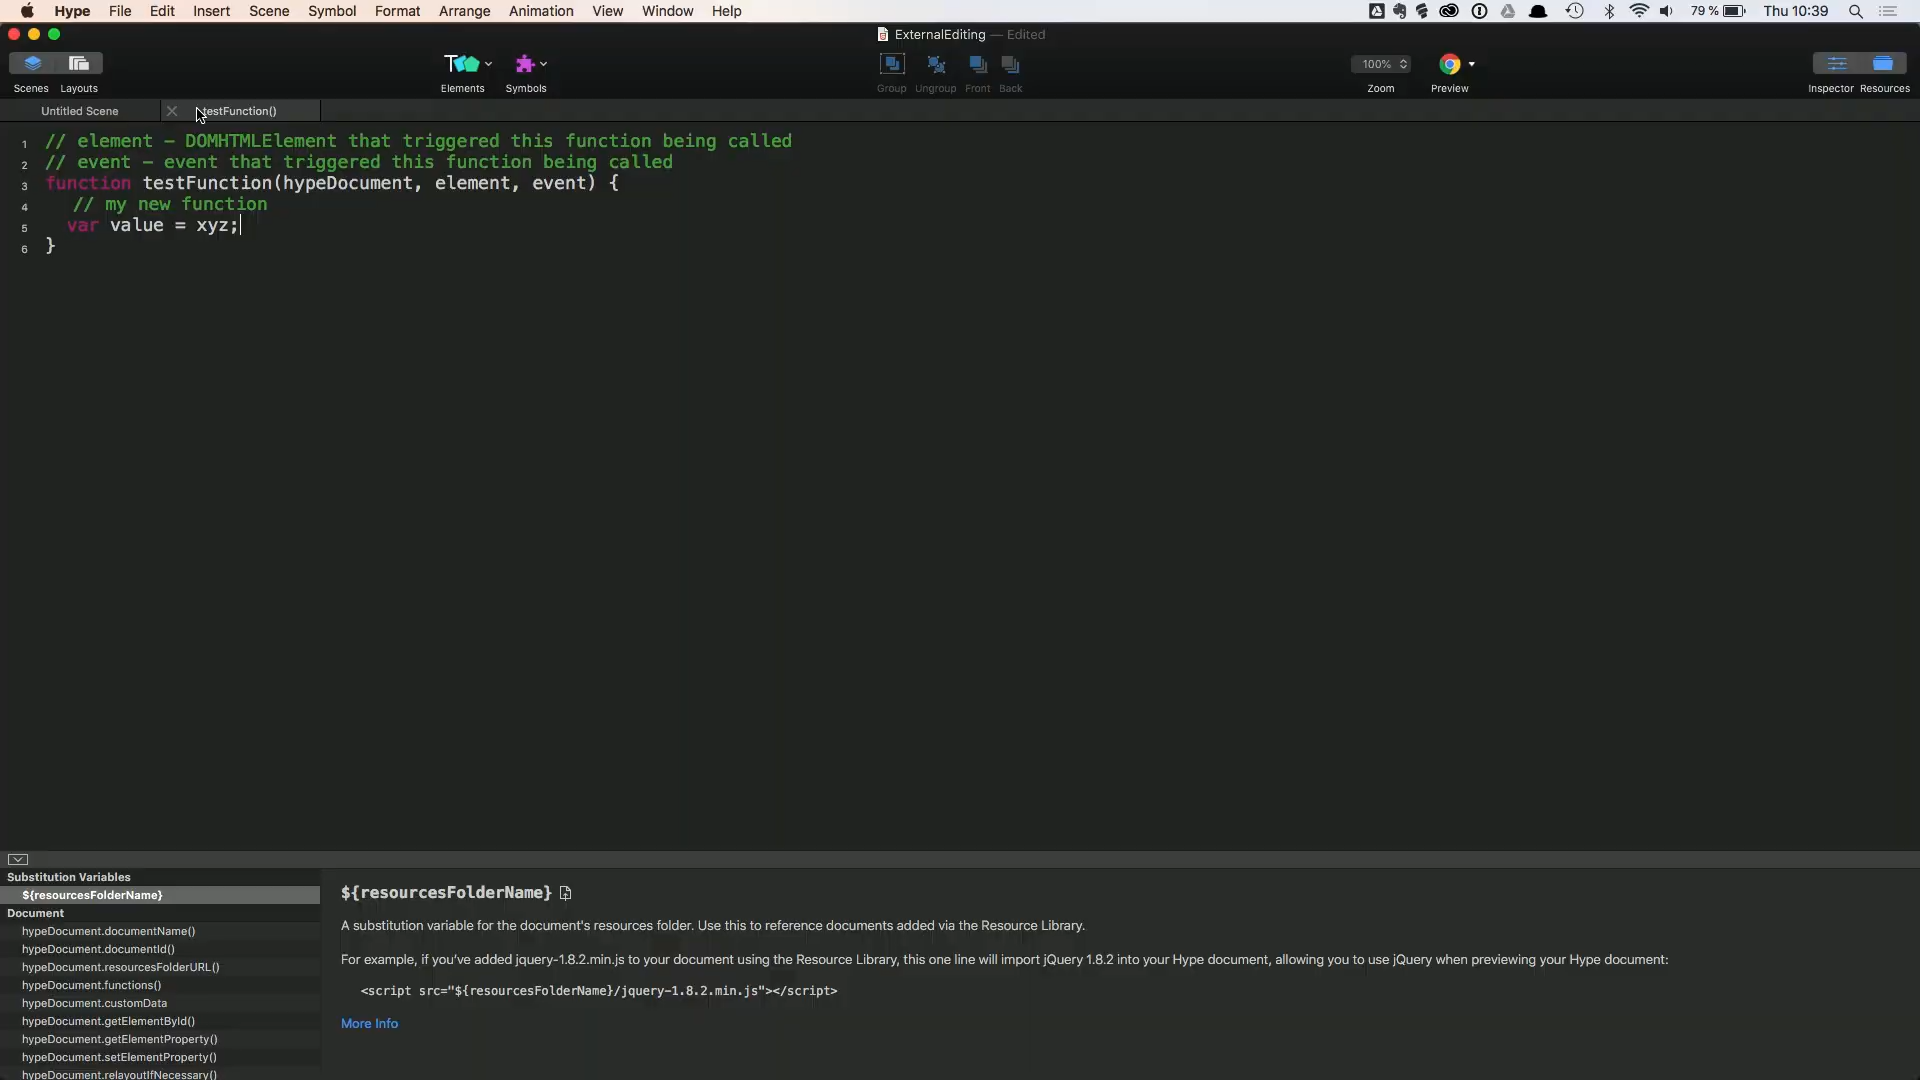 Hype File Edit Insert Scene Symbol Format Arrange Animation View Window Help 79 % Thu 10:39
ExternalEditing — Edited
100%
Scenes Layouts Elements Symbols Group Ungroup Front Back Zoom Preview Inspector Resources
Untitled Scene testFunction()
1 // element – DOMHTMLElement that triggered this function being called
2 // event – event that triggered this function being called
3 function testFunction(hypeDocument, element, event) {
4 // my new function
5 var value = xyz;
6 }
Substitution Variables
${resourcesFolderName}
Document
hypeDocument.documentName()
hypeDocument.documentId()
hypeDocument.resourcesFolderURL()
hypeDocument.functions()
hypeDocument.customData
hypeDocument.getElementById()
hypeDocument.getElementProperty()
hypeDocument.setElementProperty()
hypeDocument.relayoutIfNecessary()
${resourcesFolderName}
A substitution variable for the document's resources folder. Use this to reference documents added via the Resource Library.
For example, if you've added jquery-1.8.2.min.js to your document using the Resource Library, this one line will import jQuery 1.8.2 into your Hype document, allowing you to use jQuery when previewing your Hype document:
<script src="${resourcesFolderName}/jquery-1.8.2.min.js"></script>
More Info